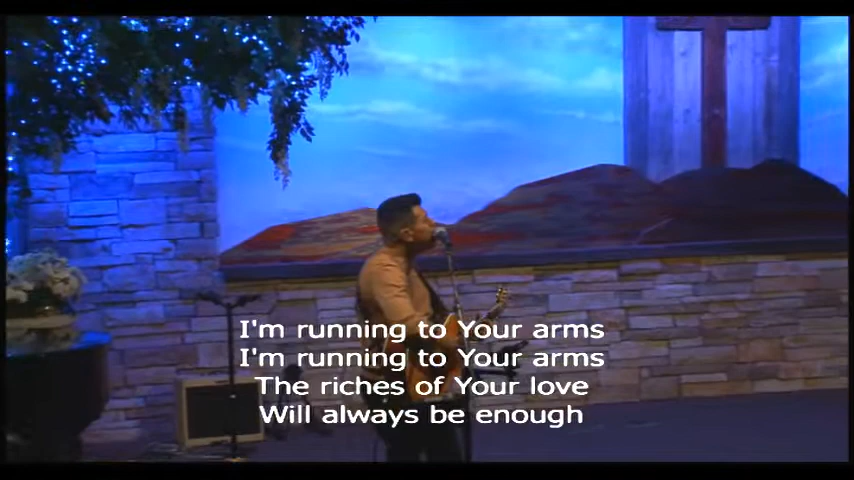 I'm running to Your arms
I'm running to Your arms
The riches of Your love
Will always be enough